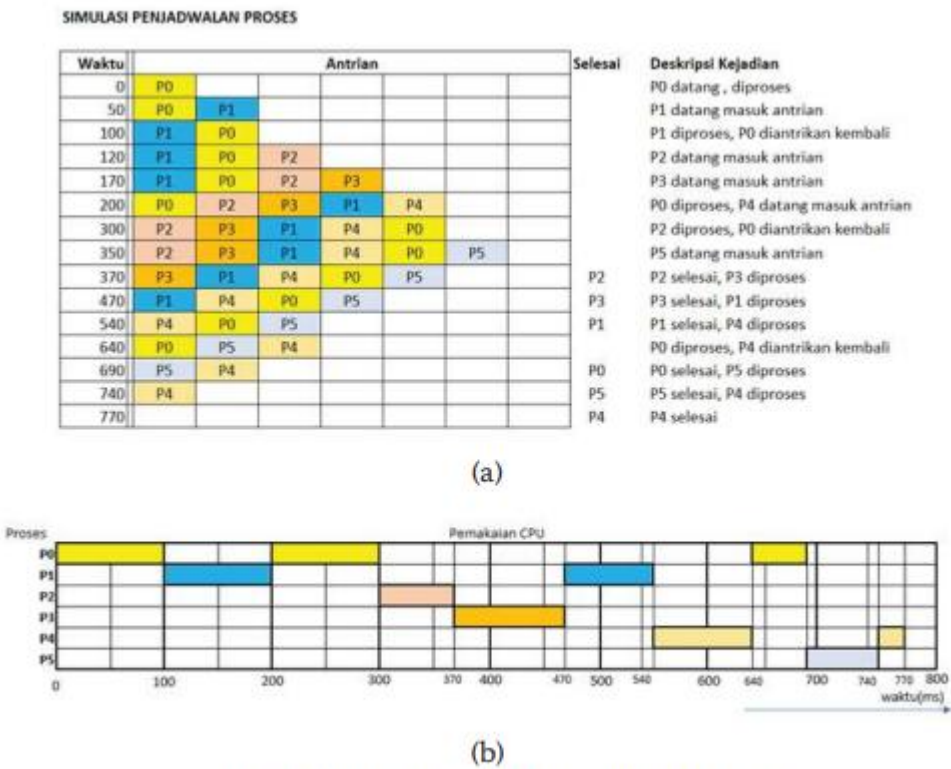 SIMULASI PENJADWALAN PROSES
Waktu Antrian Selesai Deskripsi Kejadian
0 P0 P0 datang , diproses
50 P0 P1 P1 datang masuk antrian
100 P1 P0 P1 diproses, P0 diantrikan kembali
120 P1 P0 P2 P2 datang masuk antrian
170 P1 P0 P2 P3 P3 datang masuk antrian
200 P0 P2 P3 P1 P4 P0 diproses, P4 datang masuk antrian
300 P2 P3 P1 P4 P0 P2 diproses, P0 diantrikan kembali
350 P2 P3 P1 P4 P0 P5 P5 datang masuk antrian
370 P3 P1 P4 P0 P5 P2 P2 selesai, P3 diproses
470 P1 P4 P0 P5 P3 P3 selesai, P1 diproses
540 P4 P0 P5 P1 P1 selesai, P4 diproses
640 P0 P5 P4 P0 diproses, P4 diantrikan kembali
690 P5 P4 P0 P0 selesai, P5 diproses
740 P4 P5 P5 selesai, P4 diproses
770 P4 P4 selesai
(a)
Proses Pemakaian CPU
P0
P1
P2
P3
P4
P5
0 100 200 300 370 400 470 500 540 600 640 700 740 770 800
waktu(ms)
(b)